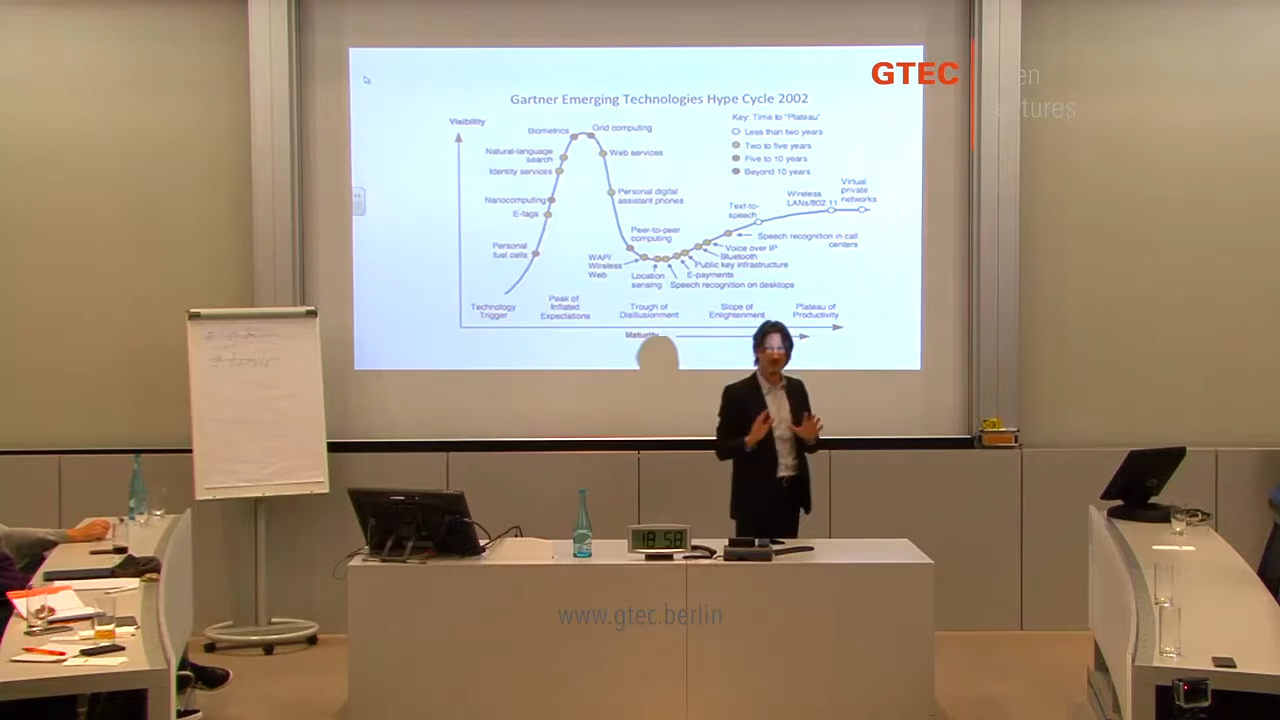 GTEC
Gartner Emerging Technologies Hype Cycle 2002
Visibility
Key: Time to "Plateau"
Less than two years
Two to five years
Five to 10 years
Beyond 10 years
Biometrics
Grid computing
Natural-language
search
Web services
Identity services
Nanocomputing
E-tags
Personal digital
assistant phones
Personal
fuel cells
Peer-to-peer
computing
WAP/
Wireless
Web
Location
sensing
Speech recognition on desktops
E-payments
Public key infrastructure
Bluetooth
Voice over IP
Speech recognition in call
centers
Text-to-
speech
Wireless
LANs/802.11
Virtual
private
networks
Technology
Trigger
Peak of
Inflated
Expectations
Trough of
Disillusionment
Slope of
Enlightenment
Plateau of
Productivity
Maturity
18:58
www.gtec.berlin